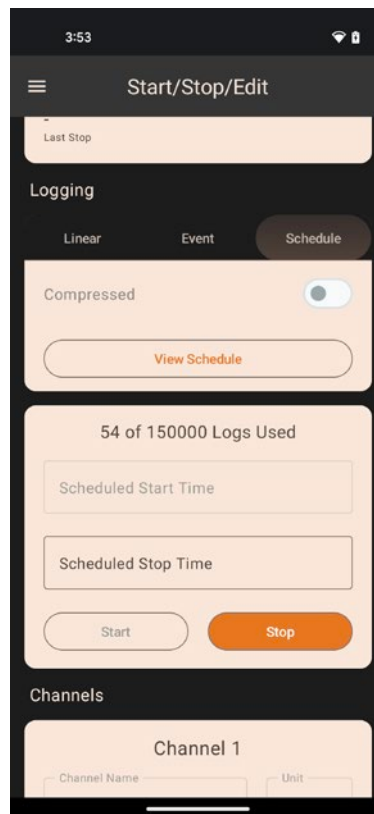 3:53
Start/Stop/Edit
-
Last Stop
Logging
Linear Event Schedule
Compressed
View Schedule
54 of 150000 Logs Used
Scheduled Start Time
Scheduled Stop Time
Start Stop
Channels
Channel 1
Channel Name Unit